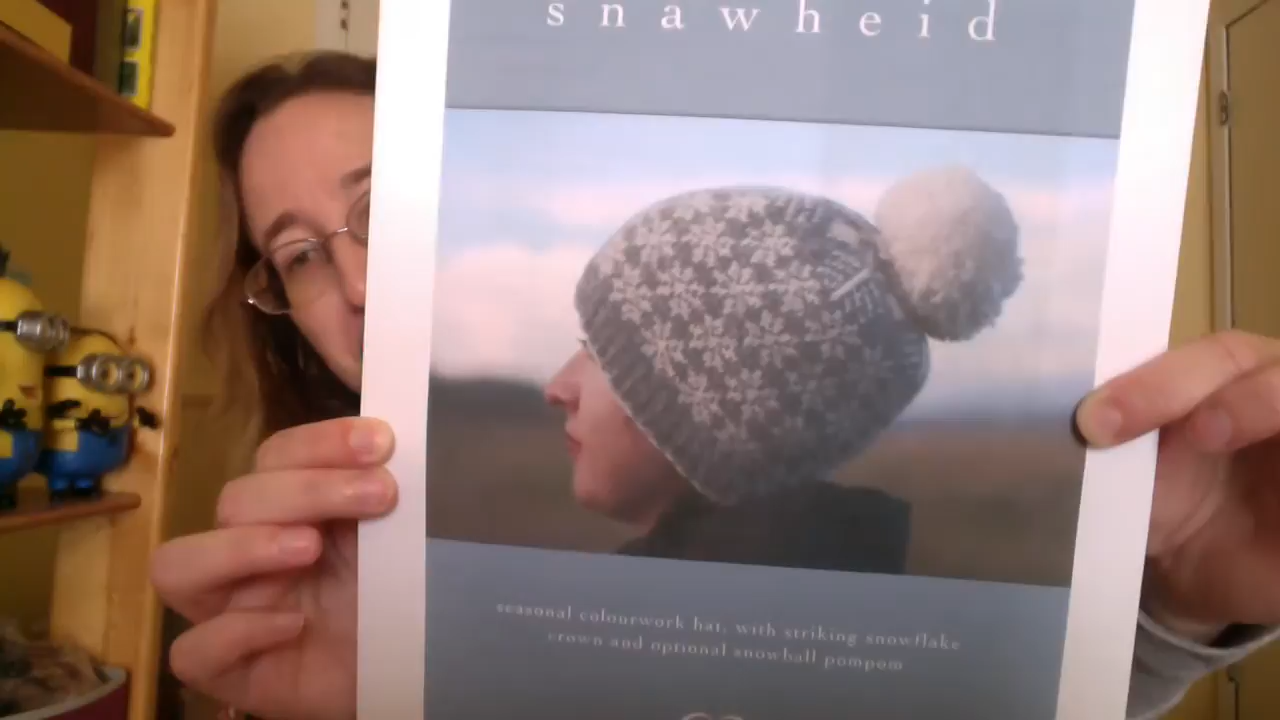 snawheid
seasonal colourwork hat, with striking snowflake
crown and optional snowball pompom